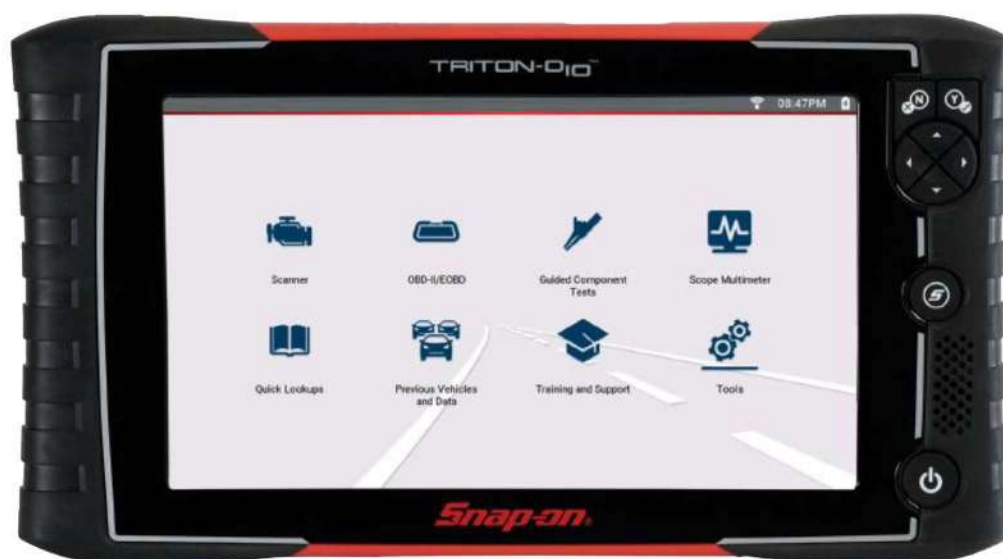 TRITON-D10™
08:47PM
N Y
Scanner
OBD-II/EOBD
Guided Component
Tests
Scope Multimeter
S
Quick Lookups
Previous Vehicles
and Data
Training and Support
Tools
Snap-on®